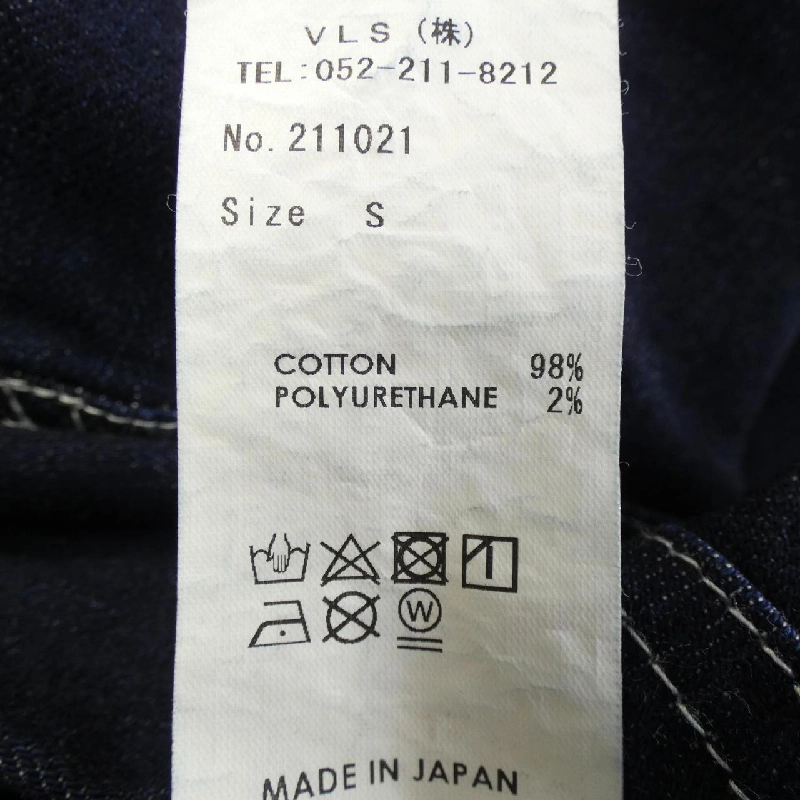 VLS（株）
TEL:052-211-8212
No. 211021
Size S
COTTON 98%
POLYURETHANE 2%
W
MADE IN JAPAN